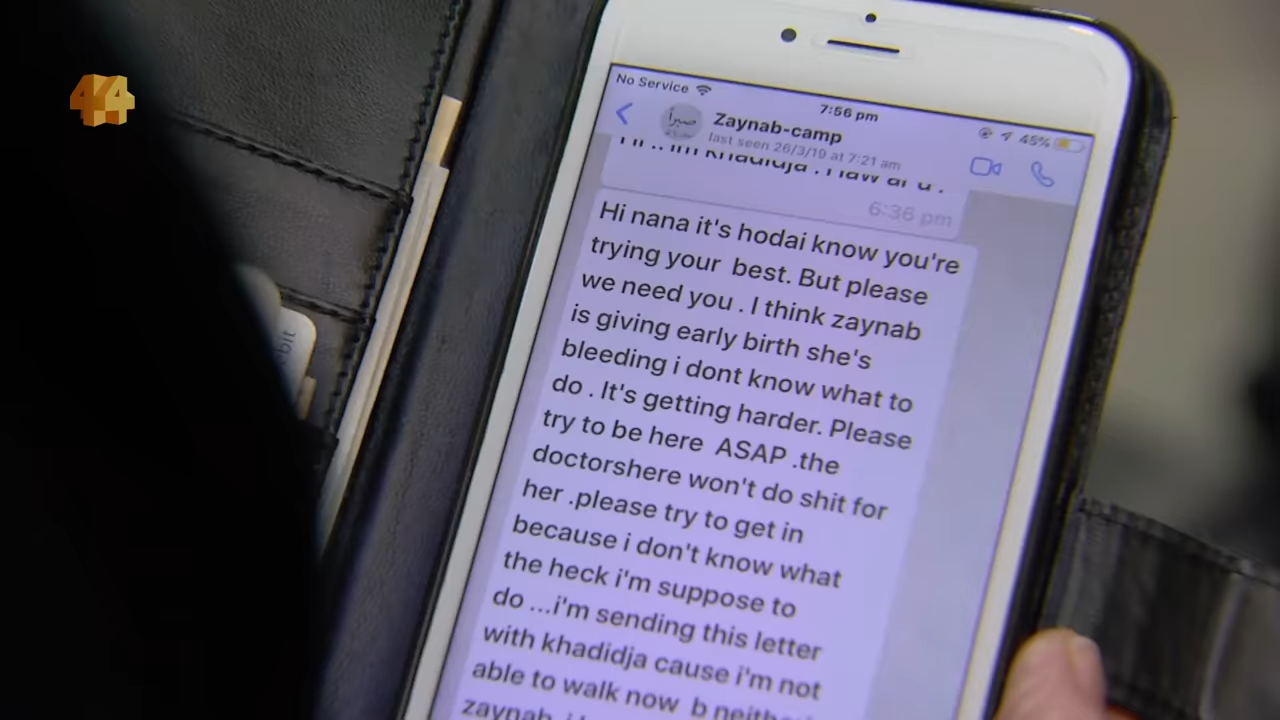 No Service
7:56 pm
45%
Zaynab-camp
last seen 26/3/19 at 7:21 am
6:36 pm
Hi nana it's hodai know you're
trying your best. But please
we need you . I think zaynab
is giving early birth she's
bleeding i dont know what to
do . It's getting harder. Please
try to be here ASAP .the
doctorshere won't do shit for
her .please try to get in
because i don't know what
the heck i'm suppose to
do ...i'm sending this letter
with khadidja cause i'm not
able to walk now b neither
zaynab